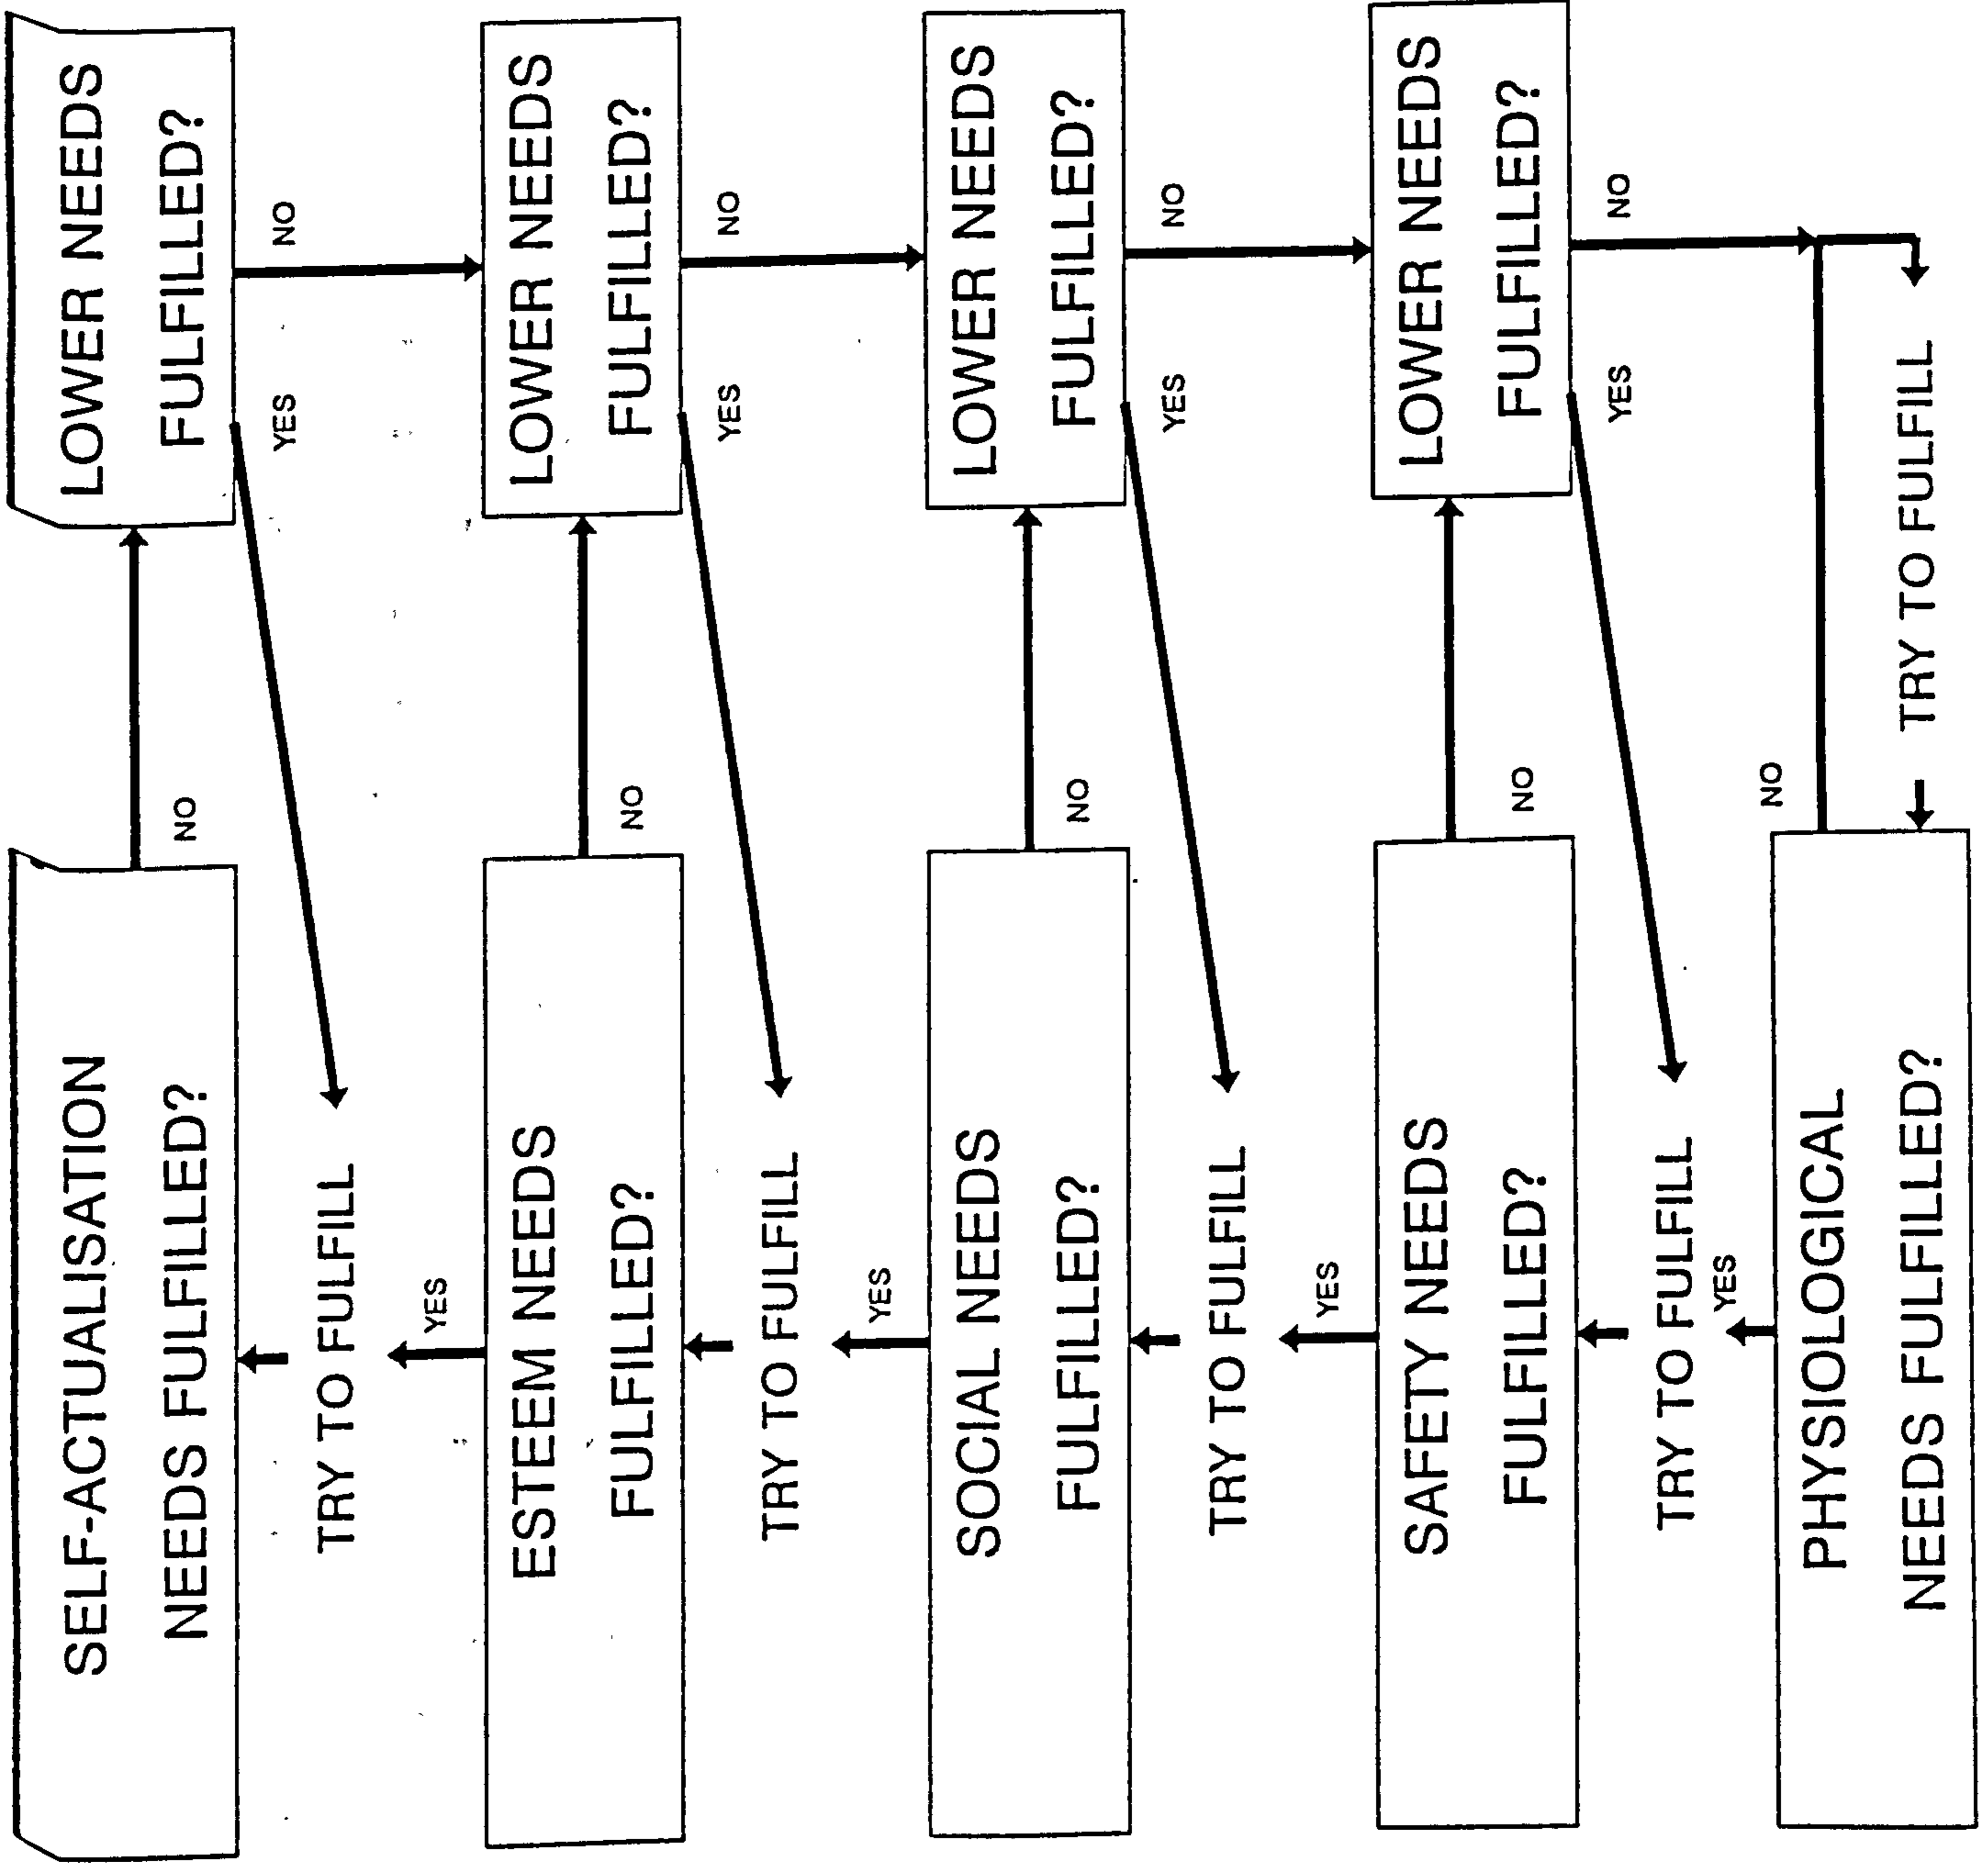 SELF-ACTUALISATION
NEEDS FULFILLED?
NO
LOWER NEEDS
FULFILLED?
YES
NO
TRY TO FULFILL
YES
ESTEEM NEEDS
FULFILLED?
NO
LOWER NEEDS
FULFILLED?
YES
NO
TRY TO FULFILL
YES
SOCIAL NEEDS
FULFILLED?
NO
LOWER NEEDS
FULFILLED?
YES
NO
TRY TO FULFILL
YES
SAFETY NEEDS
FULFILLED?
NO
LOWER NEEDS
FULFILLED?
YES
NO
TRY TO FULFILL
YES
PHYSIOLOGICAL
NEEDS FULFILLED?
NO
TRY TO FULFILL